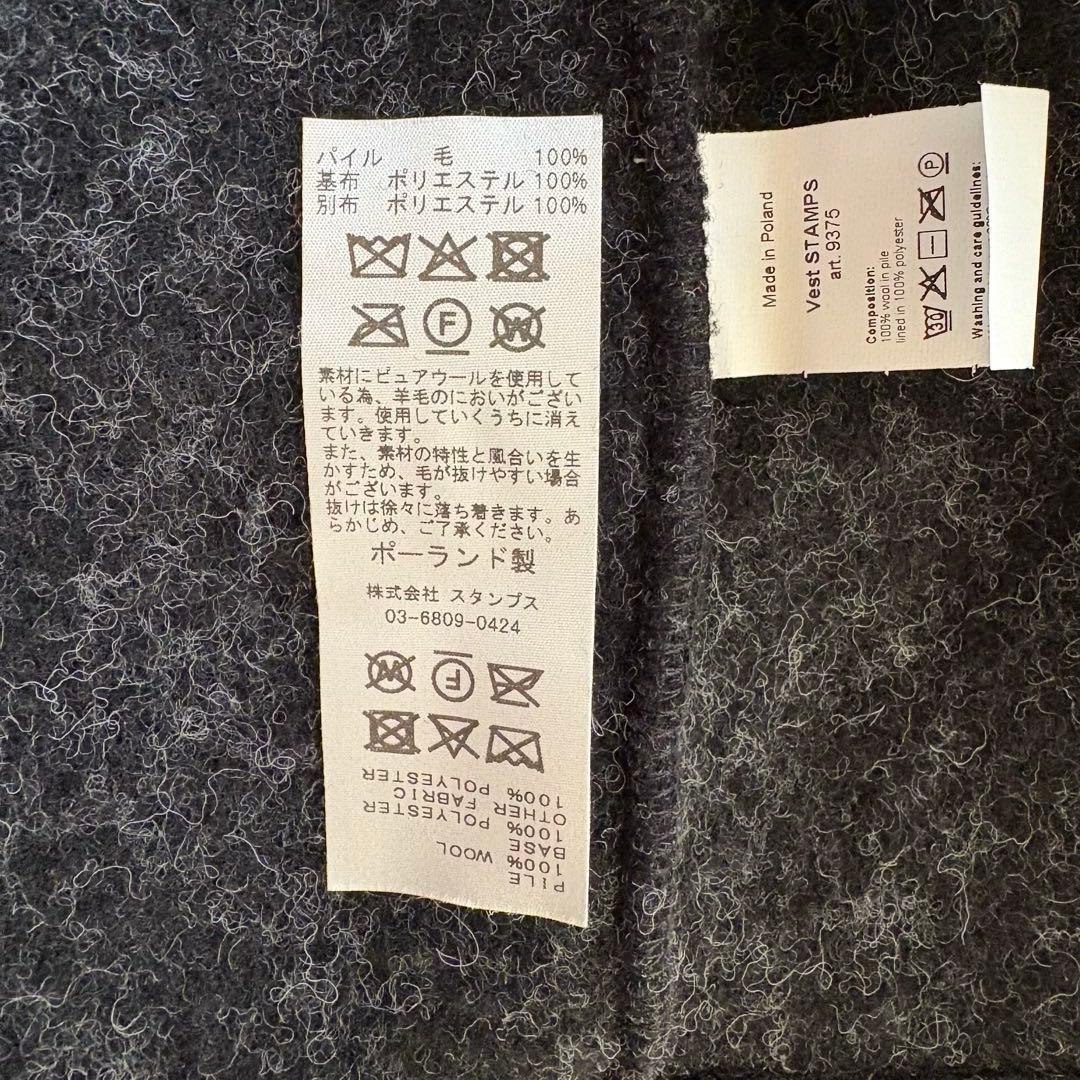 パイル 毛 100%
基布 ポリエステル 100%
別布 ポリエステル 100%
F
W
素材にピュアウールを使用して
いる為、羊毛のにおいがござい
ます。使用していくうちに消え
ていきます。
また、素材の特性と風合いを生
かすため、毛が抜けやすい場合
がございます。
抜けは徐々に落ち着きます。あ
らかじめ、ご了承ください。
ポーランド製
株式会社 スタンプス
03-6809-0424
PILE
100% WOOL
BASE
100% POLYESTER
OTHER FABRIC
100% POLYESTER
F
W
Made in Poland
Vest STAMPS
art. 9375
Composition:
100% wool in pile
lined in 100% polyester
30
P
Washing and care guidelines: